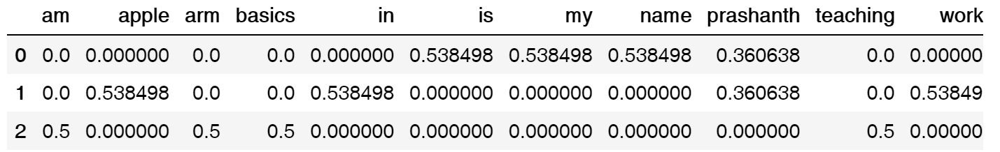 am apple arm basics in is my name prashanth teaching work
0 0.0 0.000000 0.0 0.0 0.000000 0.538498 0.538498 0.538498 0.360638 0.0 0.00000
1 0.0 0.538498 0.0 0.0 0.538498 0.000000 0.000000 0.000000 0.360638 0.0 0.53849
2 0.5 0.000000 0.5 0.5 0.000000 0.000000 0.000000 0.000000 0.000000 0.5 0.00000